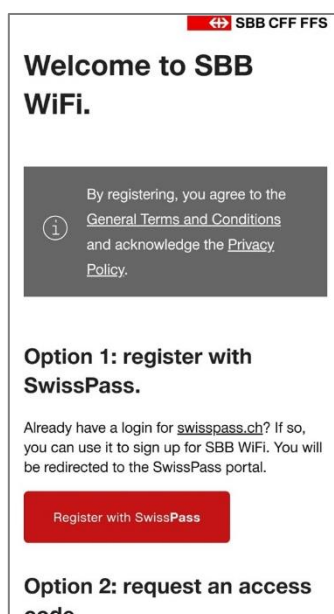 SBB CFF FFS
Welcome to SBB
WiFi.
By registering, you agree to the
General Terms and Conditions
and acknowledge the Privacy
Policy.
Option 1: register with
SwissPass.
Already have a login for swisspass.ch? If so,
you can use it to sign up for SBB WiFi. You will
be redirected to the SwissPass portal.
Register with SwissPass
Option 2: request an access
code